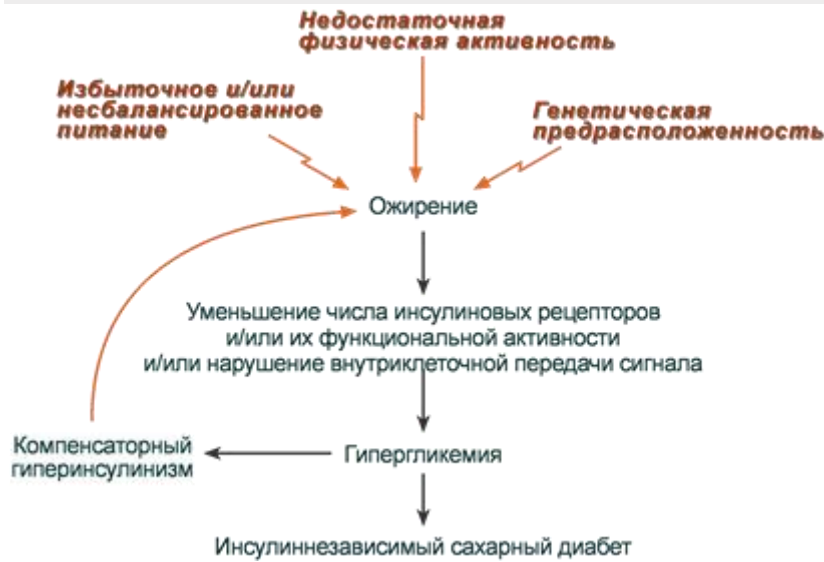 Недостаточная
физическая активность
Избыточное и/или
несбалансированное
питание
Генетическая
предрасположенность
Ожирение
Уменьшение числа инсулиновых рецепторов
и/или их функциональной активности
и/или нарушение внутриклеточной передачи сигнала
Компенсаторный
гиперинсулинизм
Гипергликемия
Инсулиннезависимый сахарный диабет